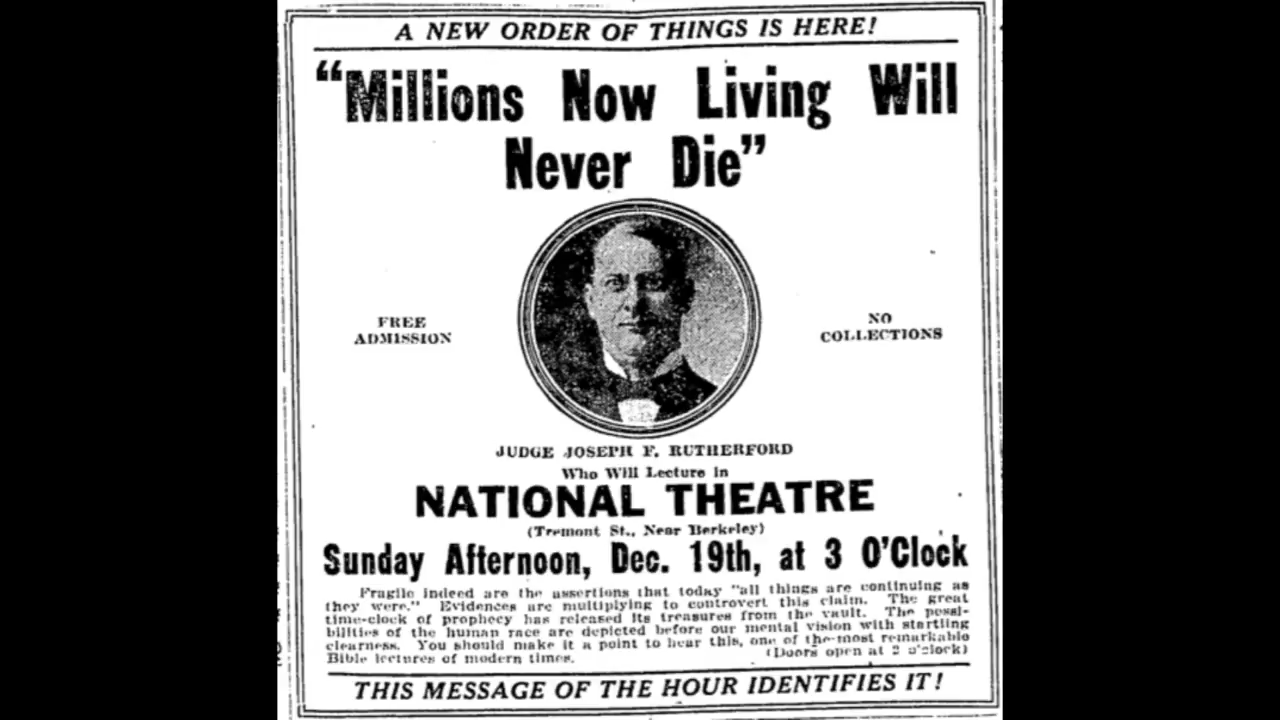 A NEW ORDER OF THINGS IS HERE!
“Millions Now Living Will
Never Die”
FREE
ADMISSION
NO
COLLECTIONS
JUDGE JOSEPH F. RUTHERFORD
Who Will Lecture in
NATIONAL THEATRE
(Tremont St., Near Berkeley)
Sunday Afternoon, Dec. 19th, at 3 O’Clock
Fragile indeed are the assertions that today "all things are continuing as
they were." Evidences are multiplying to controvert this claim. The great
time-clock of prophecy has released its treasures from the vault. The possi-
bilities of the human race are depicted before our mental vision with startling
clearness. You should make it a point to hear this, one of the most remarkable
Bible lectures of modern times.
(Doors open at 2 o'clock)
THIS MESSAGE OF THE HOUR IDENTIFIES IT!